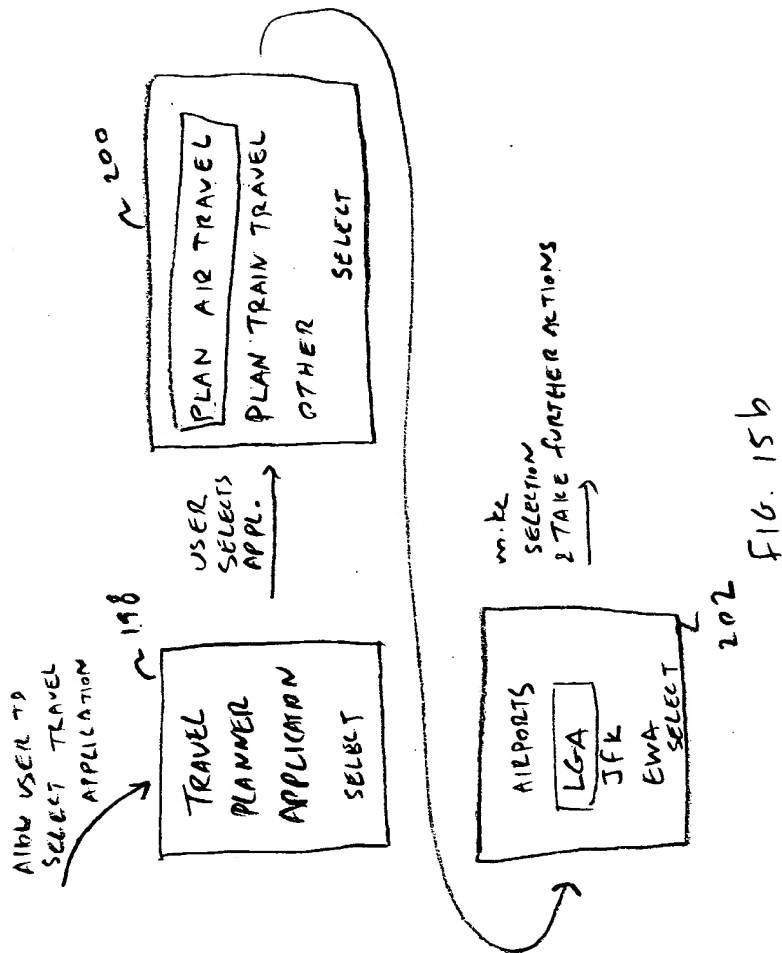 Allow USER TO
SELECT TRAVEL
APPLICATION
198
TRAVEL
PLANNER
APPLICATION
SELECT
USER
SELECTS
APPL.
200
PLAN AIR TRAVEL
PLAN TRAIN TRAVEL
OTHER
SELECT
AIRPORTS
LGA
JFK
EWA
SELECT
202
make
SELECTION
& TAKE FURTHER ACTIONS
FIG. 15b